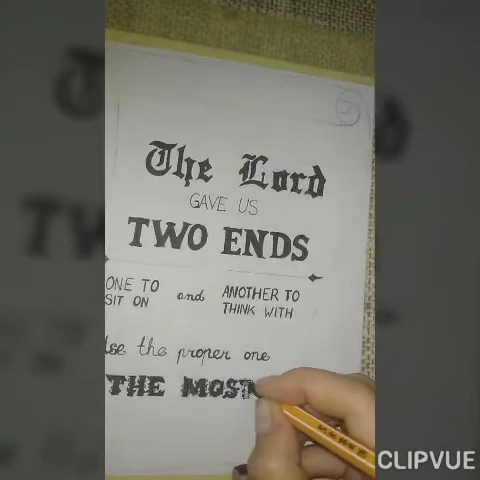 The Lord
GAVE US
TWO ENDS
ONE TO
SIT ON
and
ANOTHER TO
THINK WITH
Use the proper one
THE MOST
CLIPVUE